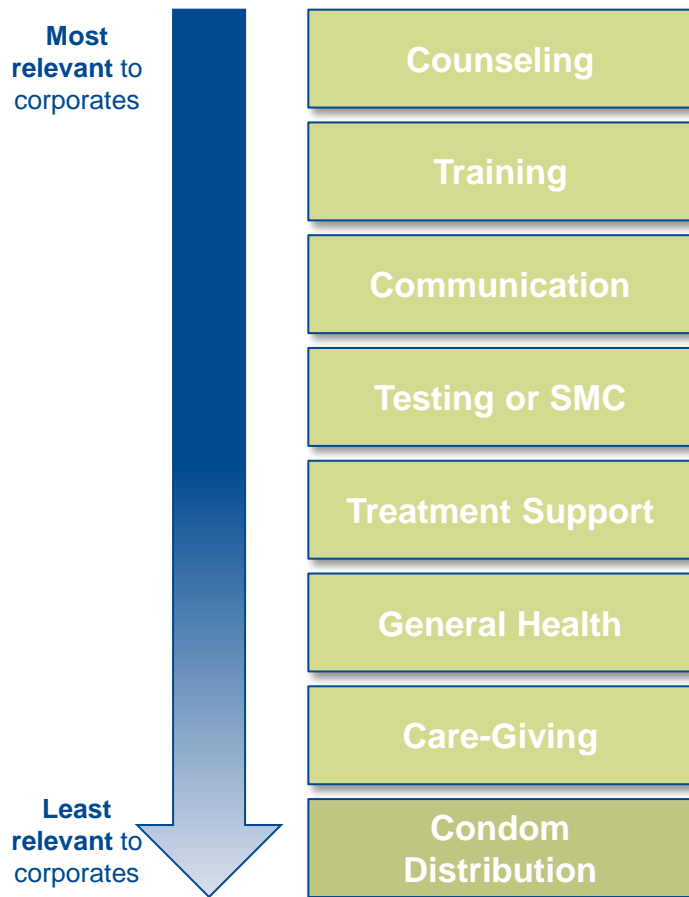 Most
relevant to
corporates
Counseling
Training
Communication
Testing or SMC
Treatment Support
General Health
Care-Giving
Least
relevant to
corporates
Condom
Distribution